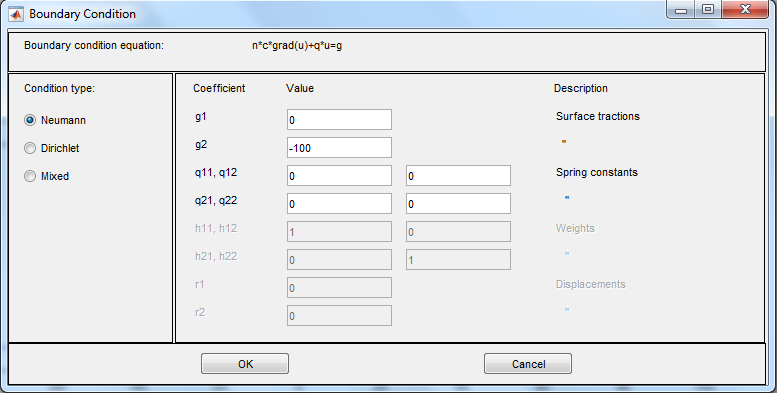 Boundary Condition
Boundary condition equation: n*c*grad(u)+q*u=g
Condition type:
Neumann
Dirichlet
Mixed
Coefficient Value Description
g1 0 Surface tractions
g2 -100 "
q11, q12 0 0 Spring constants
q21, q22 0 0 "
h11, h12 1 0 Weights
h21, h22 0 1 "
r1 0 Displacements
r2 0 "
OK Cancel